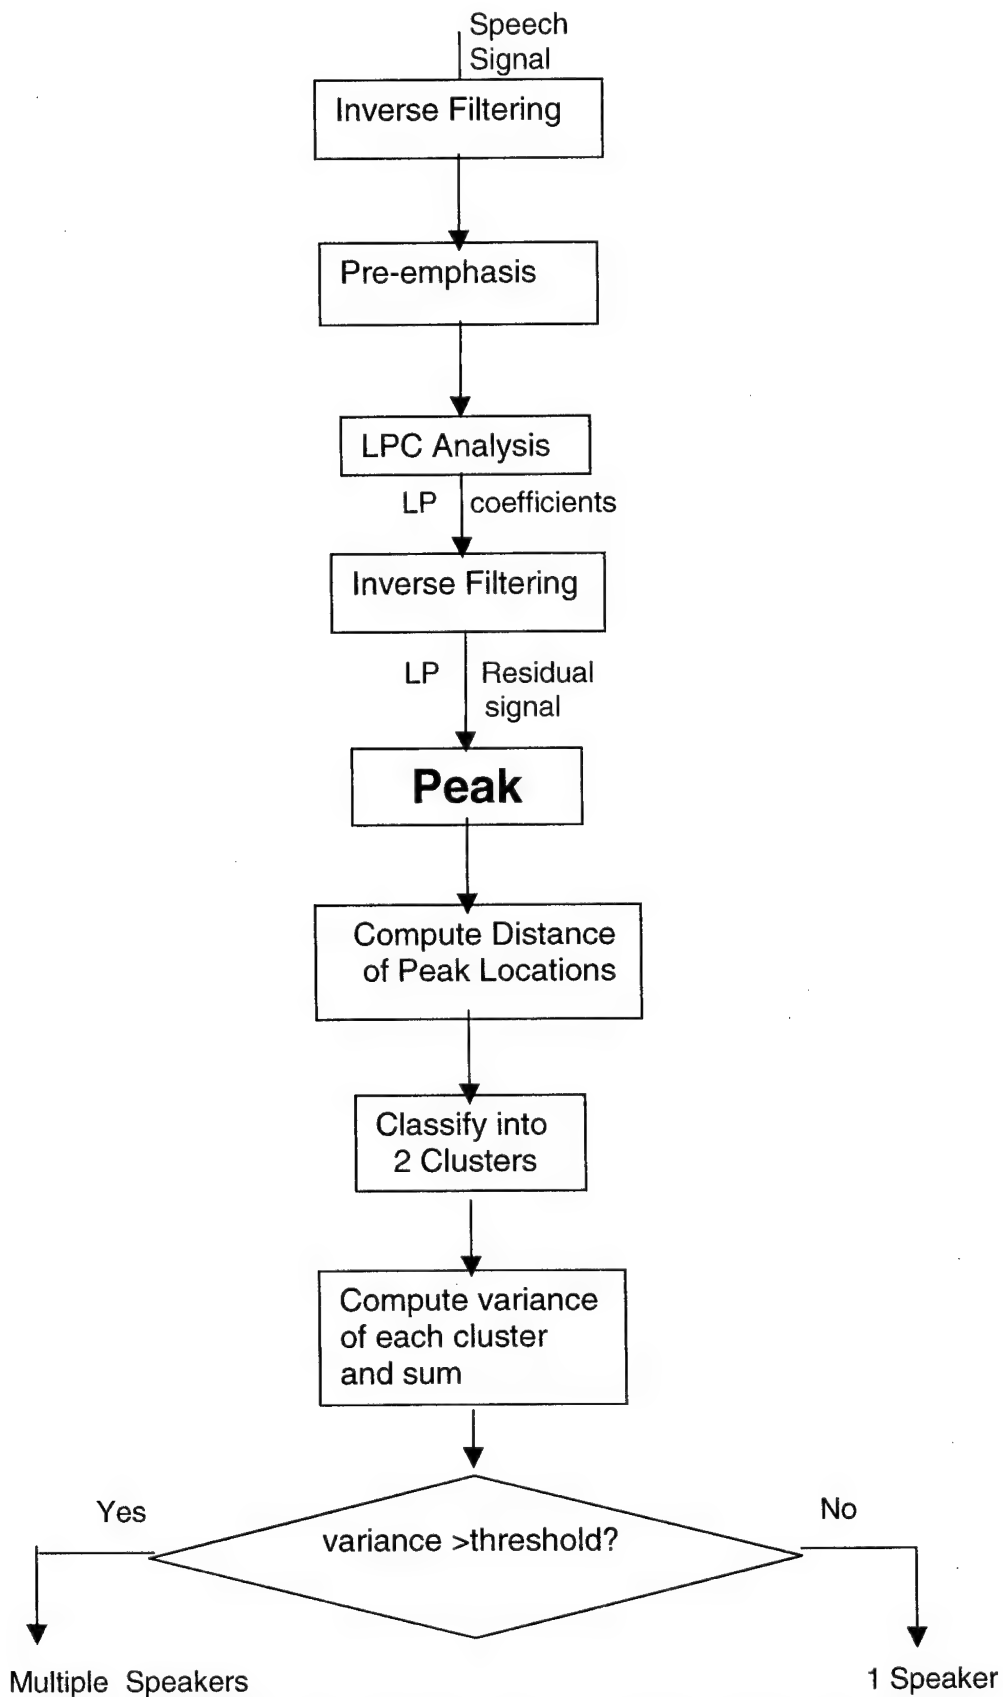 Speech
Signal
Inverse Filtering
Pre-emphasis
LPC Analysis
LP coefficients
Inverse Filtering
LP Residual
signal
Peak
Compute Distance
of Peak Locations
Classify into
2 Clusters
Compute variance
of each cluster
and sum
Yes
No
variance >threshold?
Multiple Speakers
1 Speaker